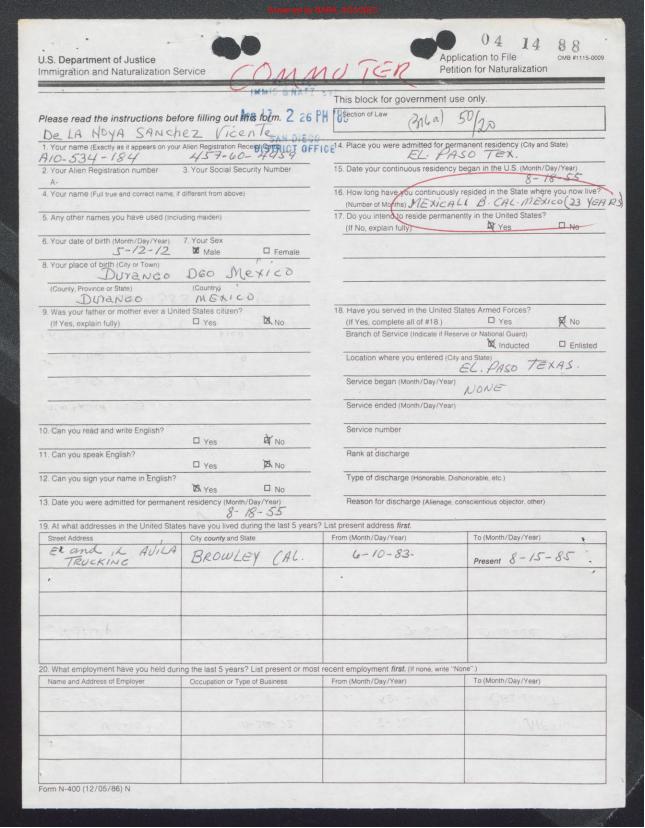 04 14 88
U.S. Department of Justice
Immigration and Naturalization Service
COMMUTER
Application to File
Petition for Naturalization
OMB #1115-0009
Please read the instructions before filling out this form.
2 26 PM '88
SAN DIEGO
DISTRICT OFFICE
This block for government use only.
Section of Law
(316a) 50/20
De LA HOYA SANchez Vicente
1. Your name (Exactly as it appears on your Alien Registration Receipt Card)
A10-534-184
2. Your Alien Registration number
A-
3. Your Social Security Number
4. Your name (Full true and correct name, if different from above)
5. Any other names you have used (Including maiden)
6. Your date of birth (Month/Day/Year)
5-12-12
7. Your Sex
☒ Male ☐ Female
8. Your place of birth (City or Town)
Durango DGO Mexico
(County, Province or State) (Country)
Durango MEXICO
9. Was your father or mother ever a United States citizen?
(If Yes, explain fully) ☐ Yes ☒ No
10. Can you read and write English?
☐ Yes ☒ No
11. Can you speak English?
☐ Yes ☒ No
12. Can you sign your name in English?
☒ Yes ☐ No
13. Date you were admitted for permanent residency (Month/Day/Year)
8-18-55
14. Place you were admitted for permanent residency (City and State)
EL. PASO TEX.
15. Date your continuous residency began in the U.S. (Month/Day/Year)
8-18-55
16. How long have you continuously resided in the State where you now live?
(Number of Months) MEXICALI B. CAL. MEXICO (23 YEARS
17. Do you intend to reside permanently in the United States?
(If No, explain fully) ☒ Yes ☐ No
18. Have you served in the United States Armed Forces?
(If Yes, complete all of #18.) ☐ Yes ☒ No
Branch of Service (Indicate if Reserve or National Guard)
☒ Inducted ☐ Enlisted
Location where you entered (City and State)
EL. PASO TEXAS.
Service began (Month/Day/Year)
NONE
Service ended (Month/Day/Year)
Service number
Rank at discharge
Type of discharge (Honorable, Dishonorable, etc.)
Reason for discharge (Alienage, conscientious objector, other)
19. At what addresses in the United States have you lived during the last 5 years? List present address first.
Street Address City county and State From (Month/Day/Year) To (Month/Day/Year)
AVILA
TRUCKING BROWLEY CAL. 6-10-83- Present 8-15-85
20. What employment have you held during the last 5 years? List present or most recent employment first. (If none, write "None".)
Name and Address of Employer Occupation or Type of Business From (Month/Day/Year) To (Month/Day/Year)
Form N-400 (12/05/86) N